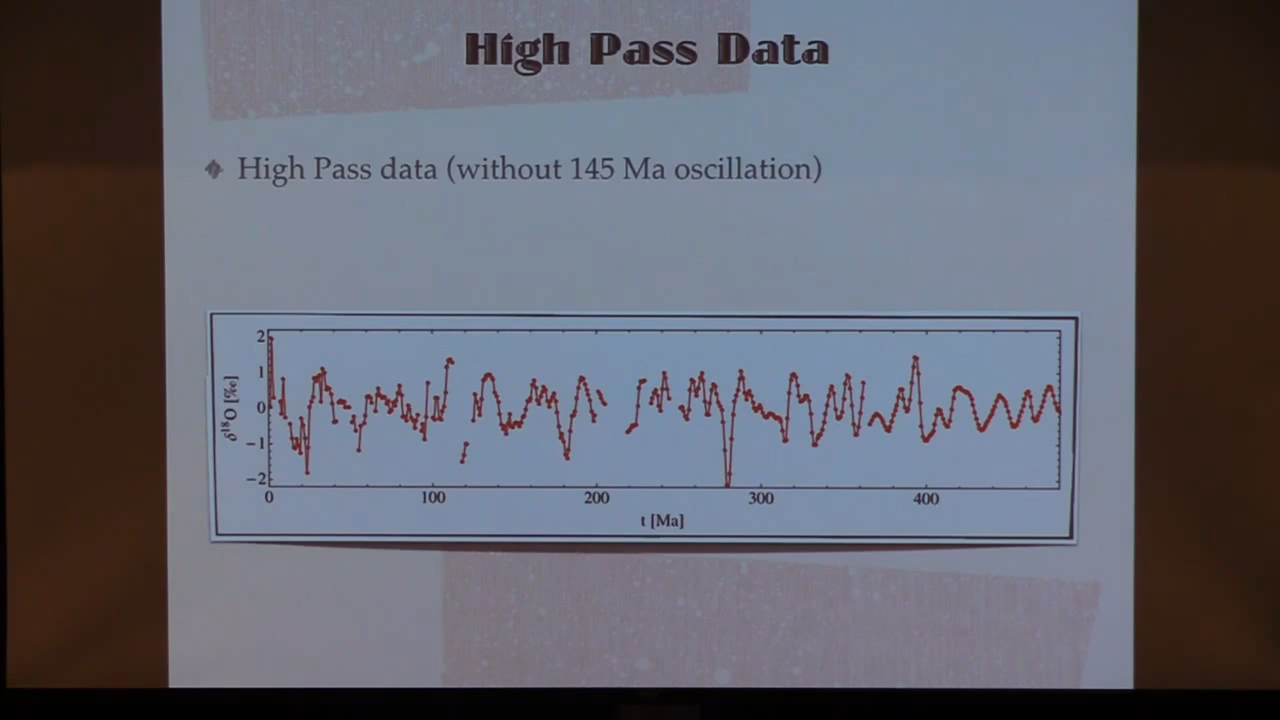 High Pass Data
High Pass data (without 145 Ma oscillation)
δ¹⁸O [‰]
2
1
0
−1
−2
0 100 200 300 400
t [Ma]